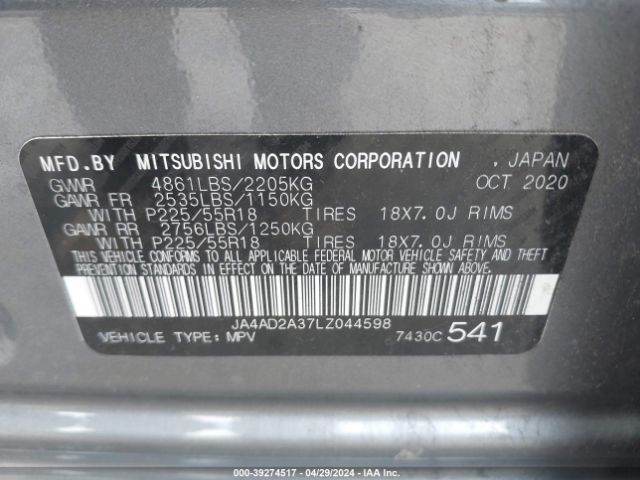 MFD.BY MITSUBISHI MOTORS CORPORATION , JAPAN
GVWR 4861LBS/2205KG OCT 2020
GAWR FR 2535LBS/1150KG
WITH P225/55R18 TIRES 18X7.0J RIMS
GAWR RR 2756LBS/1250KG
WITH P225/55R18 TIRES 18X7.0J RIMS
THIS VEHICLE CONFORMS TO ALL APPLICABLE FEDERAL MOTOR VEHICLE SAFETY AND THEFT
PREVENTION STANDARDS IN EFFECT ON THE DATE OF MANUFACTURE SHOWN ABOVE.
JA4AD2A37LZ044598
VEHICLE TYPE:MPV 7430C 541
000-39274517 - 04/29/2024 - IAAI.COM